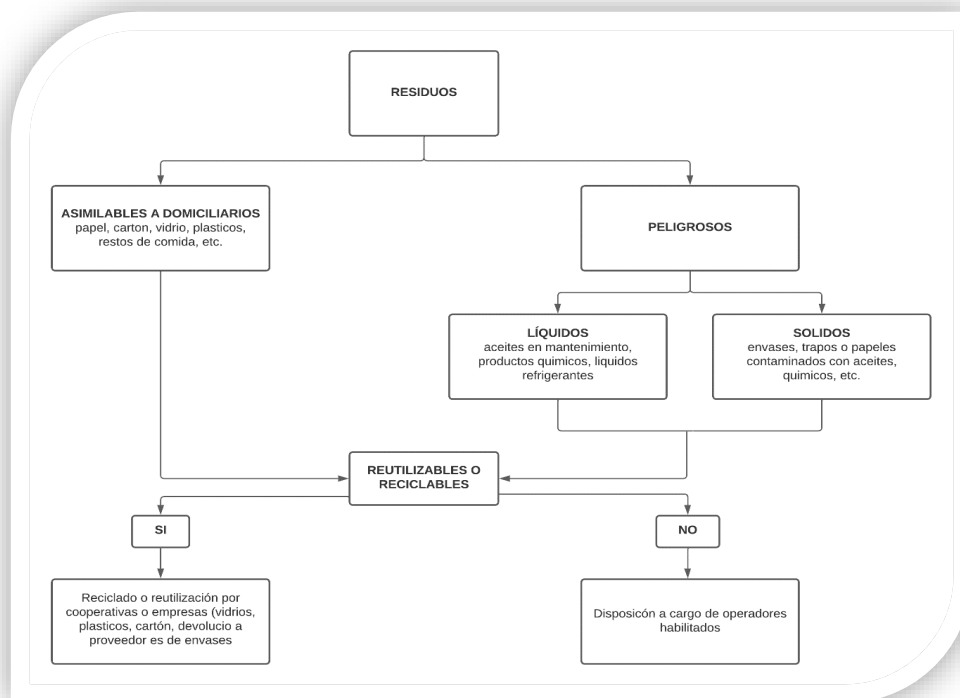 RESIDUOS
ASIMILABLES A DOMICILIARIOS
papel, carton, vidrio, plasticos,
restos de comida, etc.
PELIGROSOS
LÍQUIDOS
aceites en mantenimiento,
productos quimicos, liquidos
refrigerantes
SOLIDOS
envases, trapos o papeles
contaminados con aceites,
quimicos, etc.
REUTILIZABLES O
RECICLABLES
SI
NO
Reciclado o reutilización por
cooperativas o empresas (vidrios,
plasticos, cartón, devolucio a
proveedor es de envases
Disposicón a cargo de operadores
habilitados